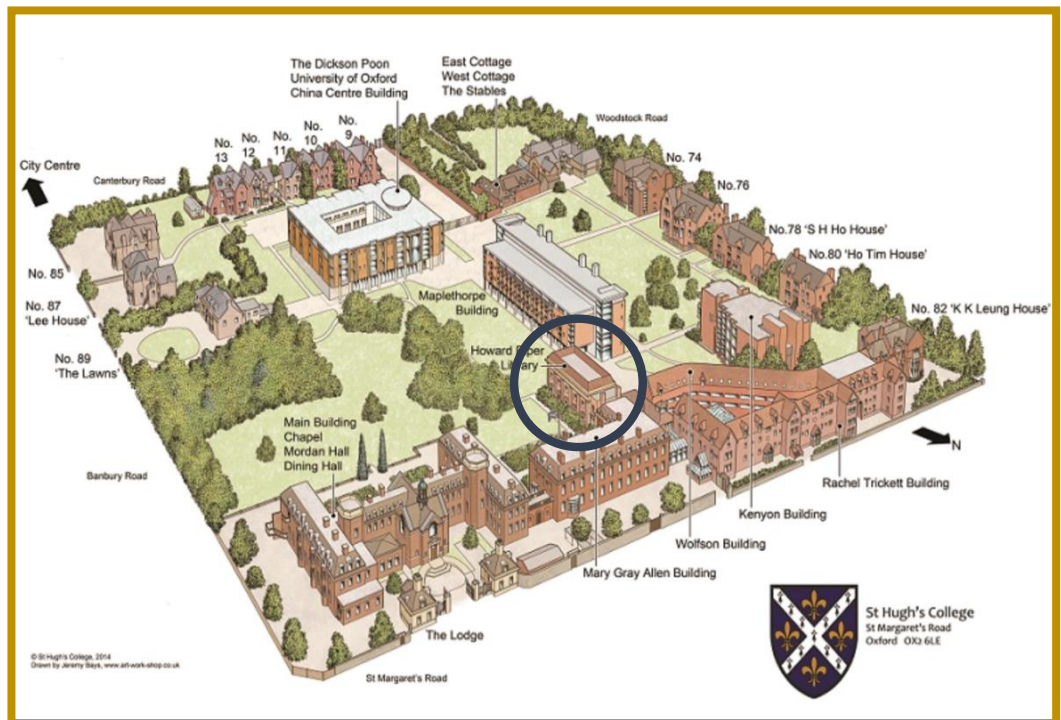 The Dickson Poon
University of Oxford
China Centre Building
East Cottage
West Cottage
The Stables
Woodstock Road
No.
9
No.
10
No.
11
No.
12
No.
13
City Centre
Canterbury Road
No. 74
No.76
No.78 'S H Ho House'
No.80 'Ho Tim House'
No. 82 'K K Leung House'
No. 85
No. 87
'Lee House'
No. 89
'The Lawns'
Maplethorpe
Building
Howard Piper
Library
Main Building
Chapel
Mordan Hall
Dining Hall
Banbury Road
N
Rachel Trickett Building
Kenyon Building
Wolfson Building
Mary Gray Allen Building
The Lodge
St Margaret's Road
St Hugh's College
St Margaret's Road
Oxford OX2 6LE
© St Hugh's College, 2014
Drawn by Jeremy Bays, www.art-work-shop.co.uk